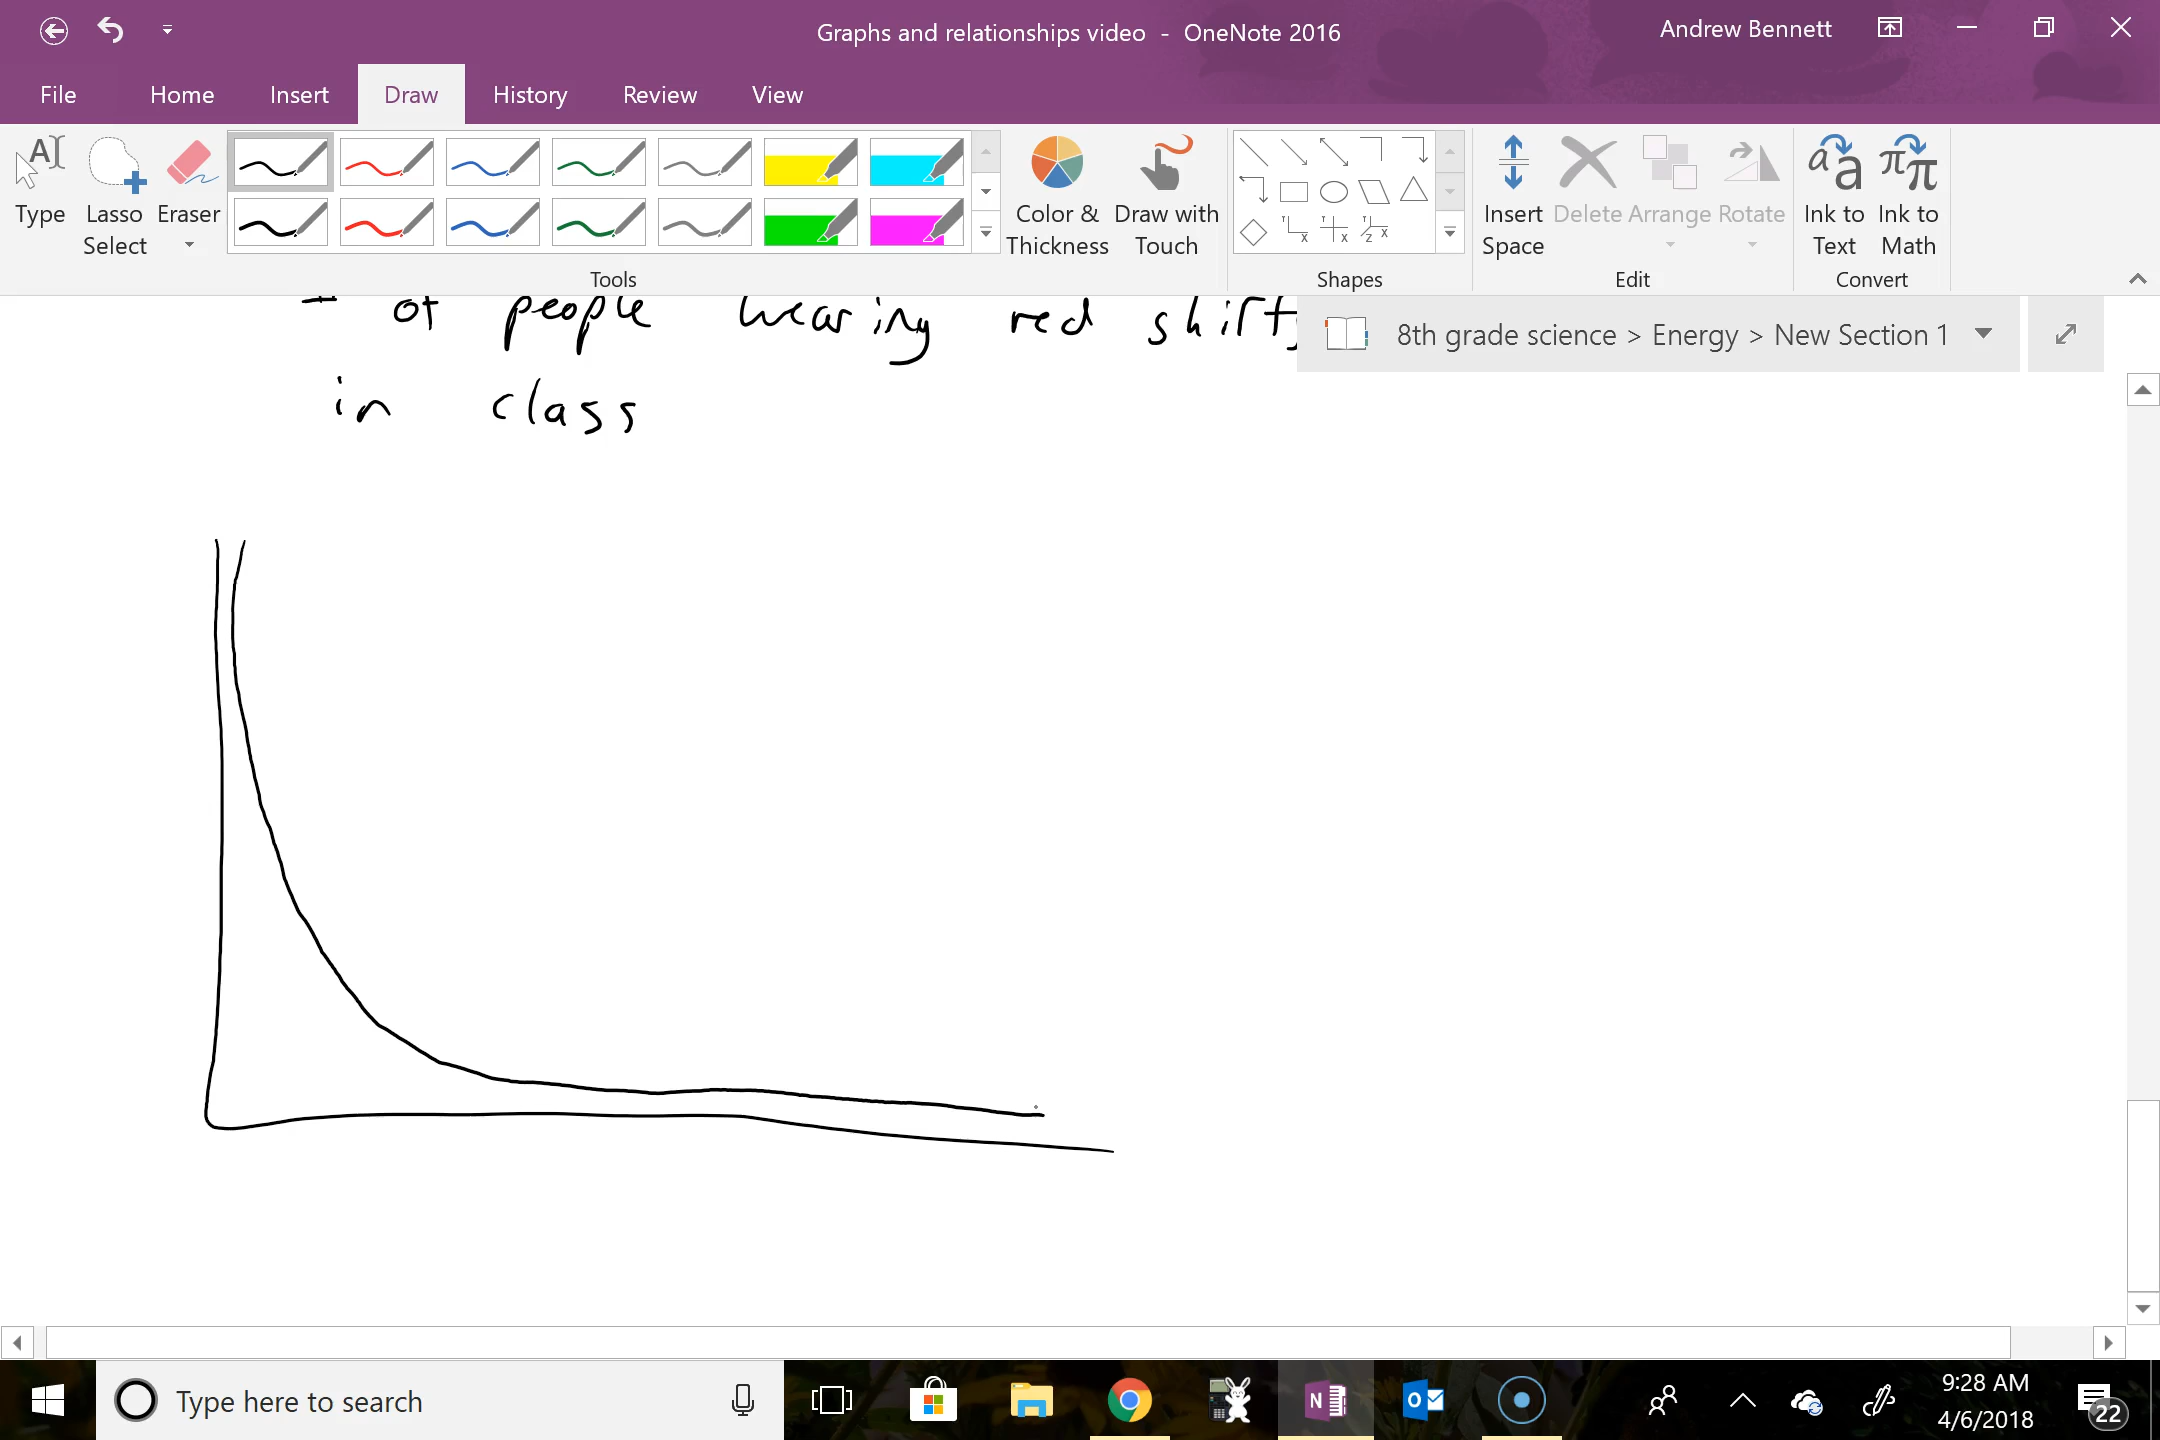 Graphs and relationships video - OneNote 2016
Andrew Bennett
File Home Insert Draw History Review View
Type
Lasso Select
Eraser
Color & Thickness
Draw with Touch
Insert Space
Delete
Arrange
Rotate
Ink to Text
Ink to Math
Tools
Shapes
Edit
Convert
# of people wearing red shirts
in class
8th grade science > Energy > New Section 1
Type here to search
9:28 AM
4/6/2018
22